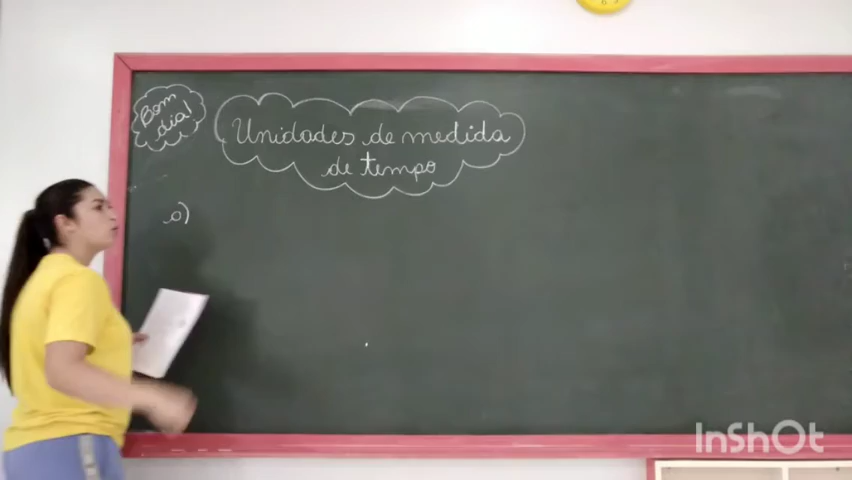 Bom
dia!
Unidades de medida
de tempo
a)
InShOt